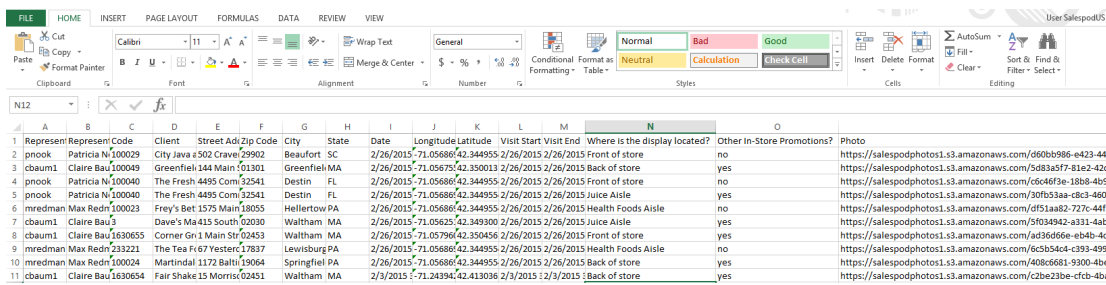 User SalespodUS
FILE HOME INSERT PAGE LAYOUT FORMULAS DATA REVIEW VIEW
Cut Calibri 11 Wrap Text General Normal Bad Good AutoSum
Copy Fill
Paste Format Painter B I U A Merge & Center $ % , Conditional Format as Neutral Calculation Check Cell Insert Delete Format Clear Sort & Find &
Formatting Table Filter Select
Clipboard Font Alignment Number Styles Cells Editing
N12 fx
A B C D E F G H I J K L M N O P
1 Represent Represent Code Client Street Add Zip Code City State Date Longitude Latitude Visit Start Visit End Where is the display located? Other In-Store Promotions? Photo
2 pnook Patricia N 100029 City Java a 502 Craver 29902 Beaufort SC 2/26/2015 -71.05686 42.344955 2/26/2015 2/26/2015 Front of store no https://salespodphotos1.s3.amazonaws.com/d60bb986-e423-44
3 cbaum1 Claire Bau 100049 Greenfiel 144 Main 01301 Greenfiel MA 2/26/2015 -71.05675 42.350013 2/26/2015 2/26/2015 Back of store yes https://salespodphotos1.s3.amazonaws.com/5d83a5f7-81e2-42
4 pnook Patricia N 100040 The Fresh 4495 Com 32541 Destin FL 2/26/2015 -71.05686 42.344955 2/26/2015 2/26/2015 Front of store no https://salespodphotos1.s3.amazonaws.com/c6c46f3e-18b8-4b9
5 pnook Patricia N 100040 The Fresh 4495 Com 32541 Destin FL 2/26/2015 -71.05686 42.344955 2/26/2015 2/26/2015 Juice Aisle yes https://salespodphotos1.s3.amazonaws.com/30fb53aa-c8c3-460
6 mredman Max Redm 100023 Frey's Bet 1575 Main 18055 Hellertow PA 2/26/2015 -71.05686 42.344955 2/26/2015 2/26/2015 Health Foods Aisle no https://salespodphotos1.s3.amazonaws.com/df51aa82-727c-44f
7 cbaum1 Claire Bau 3 Dave's Ma 415 South 02030 Waltham MA 2/26/2015 -71.05625 42.349300 2/26/2015 2/26/2015 Juice Aisle yes https://salespodphotos1.s3.amazonaws.com/5f034942-a331-4ab
8 cbaum1 Claire Bau 1630655 Corner Gr 1 Main Str 02453 Waltham MA 2/26/2015 -71.05796 42.350456 2/26/2015 2/26/2015 Front of store yes https://salespodphotos1.s3.amazonaws.com/ad36d66e-eb4b-4c
9 mredman Max Redm 233221 The Tea Fo 67 Yesterc 17837 Lewisburg PA 2/26/2015 -71.05686 42.344955 2/26/2015 2/26/2015 Health Foods Aisle no https://salespodphotos1.s3.amazonaws.com/6c5b54c4-c393-499
10 mredman Max Redm 100024 Martindal 1172 Balti 19064 Springfiel PA 2/26/2015 -71.05686 42.344955 2/26/2015 2/26/2015 Back of store yes https://salespodphotos1.s3.amazonaws.com/408c6681-9300-4be
11 cbaum1 Claire Bau 1630654 Fair Shake 15 Morris 02451 Waltham MA 2/3/2015 -71.24394 42.413036 2/3/2015 2/3/2015 Back of store yes https://salespodphotos1.s3.amazonaws.com/c2be23be-cfcb-4ba